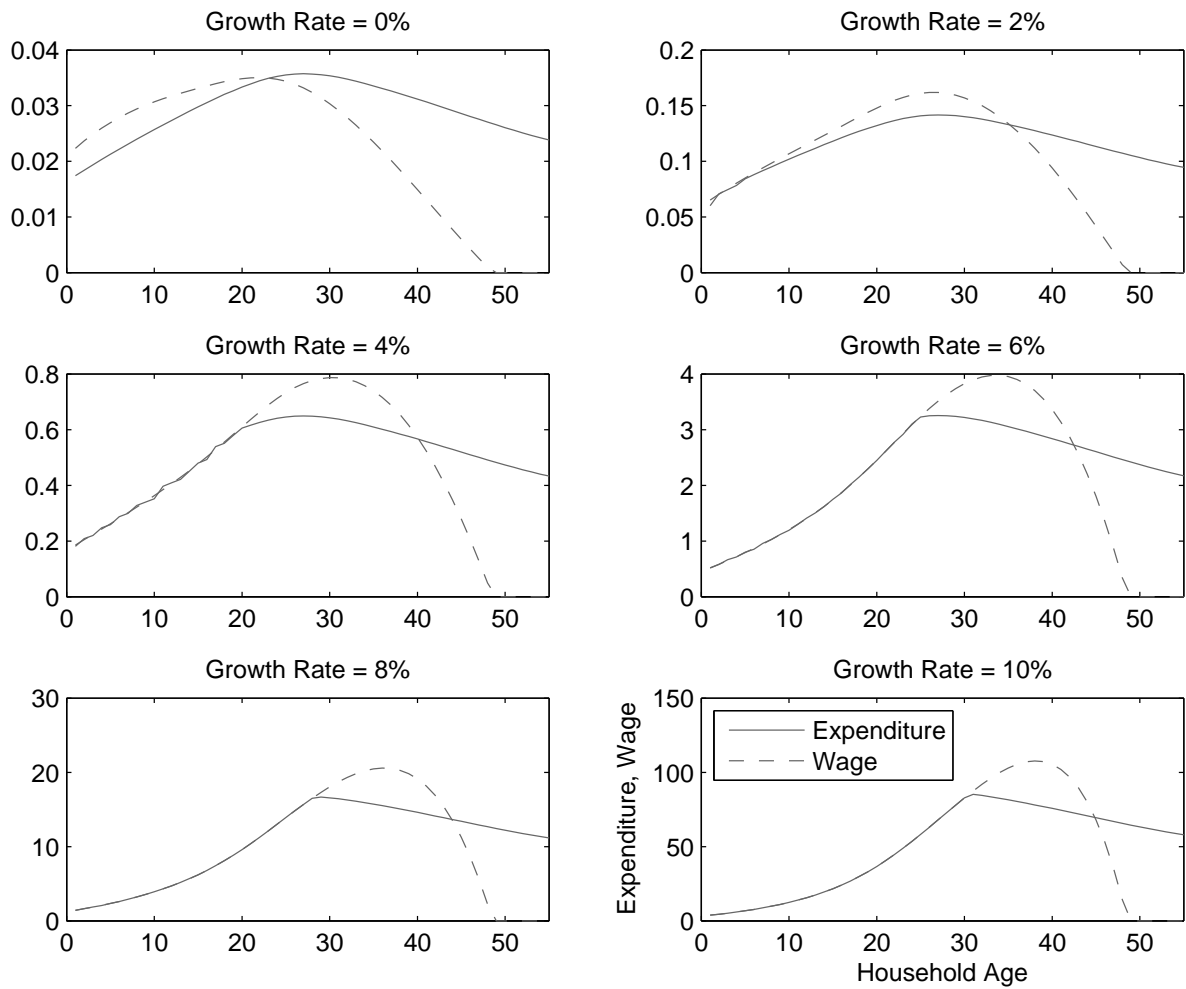 Growth Rate = 0%
0.04
0.03
0.02
0.01
0
0 10 20 30 40 50
Growth Rate = 2%
0.2
0.15
0.1
0.05
0
0 10 20 30 40 50
Growth Rate = 4%
0.8
0.6
0.4
0.2
0
0 10 20 30 40 50
Growth Rate = 6%
4
3
2
1
0
0 10 20 30 40 50
Growth Rate = 8%
30
20
10
0
0 10 20 30 40 50
Growth Rate = 10%
Expenditure, Wage
150
100
50
0
Expenditure
Wage
0 10 20 30 40 50
Household Age